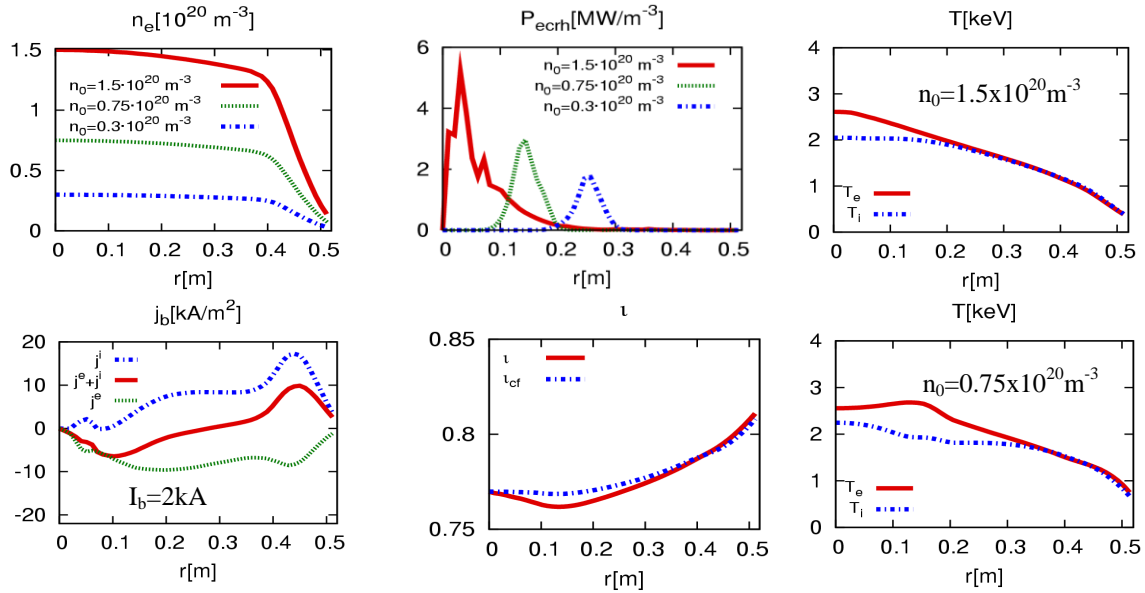 n_e[10^20 m^-3]
1.5
1
0.5
0
n_0=1.5·10^20 m^-3
n_0=0.75·10^20 m^-3
n_0=0.3·10^20 m^-3
0 0.1 0.2 0.3 0.4 0.5
r[m]
P_ecrh[MW/m^3]
6
4
2
0
n_0=1.5·10^20 m^-3
n_0=0.75·10^20 m^-3
n_0=0.3·10^20 m^-3
0 0.1 0.2 0.3 0.4 0.5
r[m]
T[keV]
4
3
2
1
0
n_0=1.5x10^20m^-3
T_e
T_i
0 0.1 0.2 0.3 0.4 0.5
r[m]
j_b[kA/m^2]
20
10
0
-10
-20
j^i
j^e+j^i
j^e
I_b=2kA
0 0.1 0.2 0.3 0.4 0.5
r[m]
ι
0.85
0.8
0.75
ι
ι_cf
0 0.1 0.2 0.3 0.4 0.5
r[m]
T[keV]
4
3
2
1
0
n_0=0.75x10^20m^-3
T_e
T_i
0 0.1 0.2 0.3 0.4 0.5
r[m]